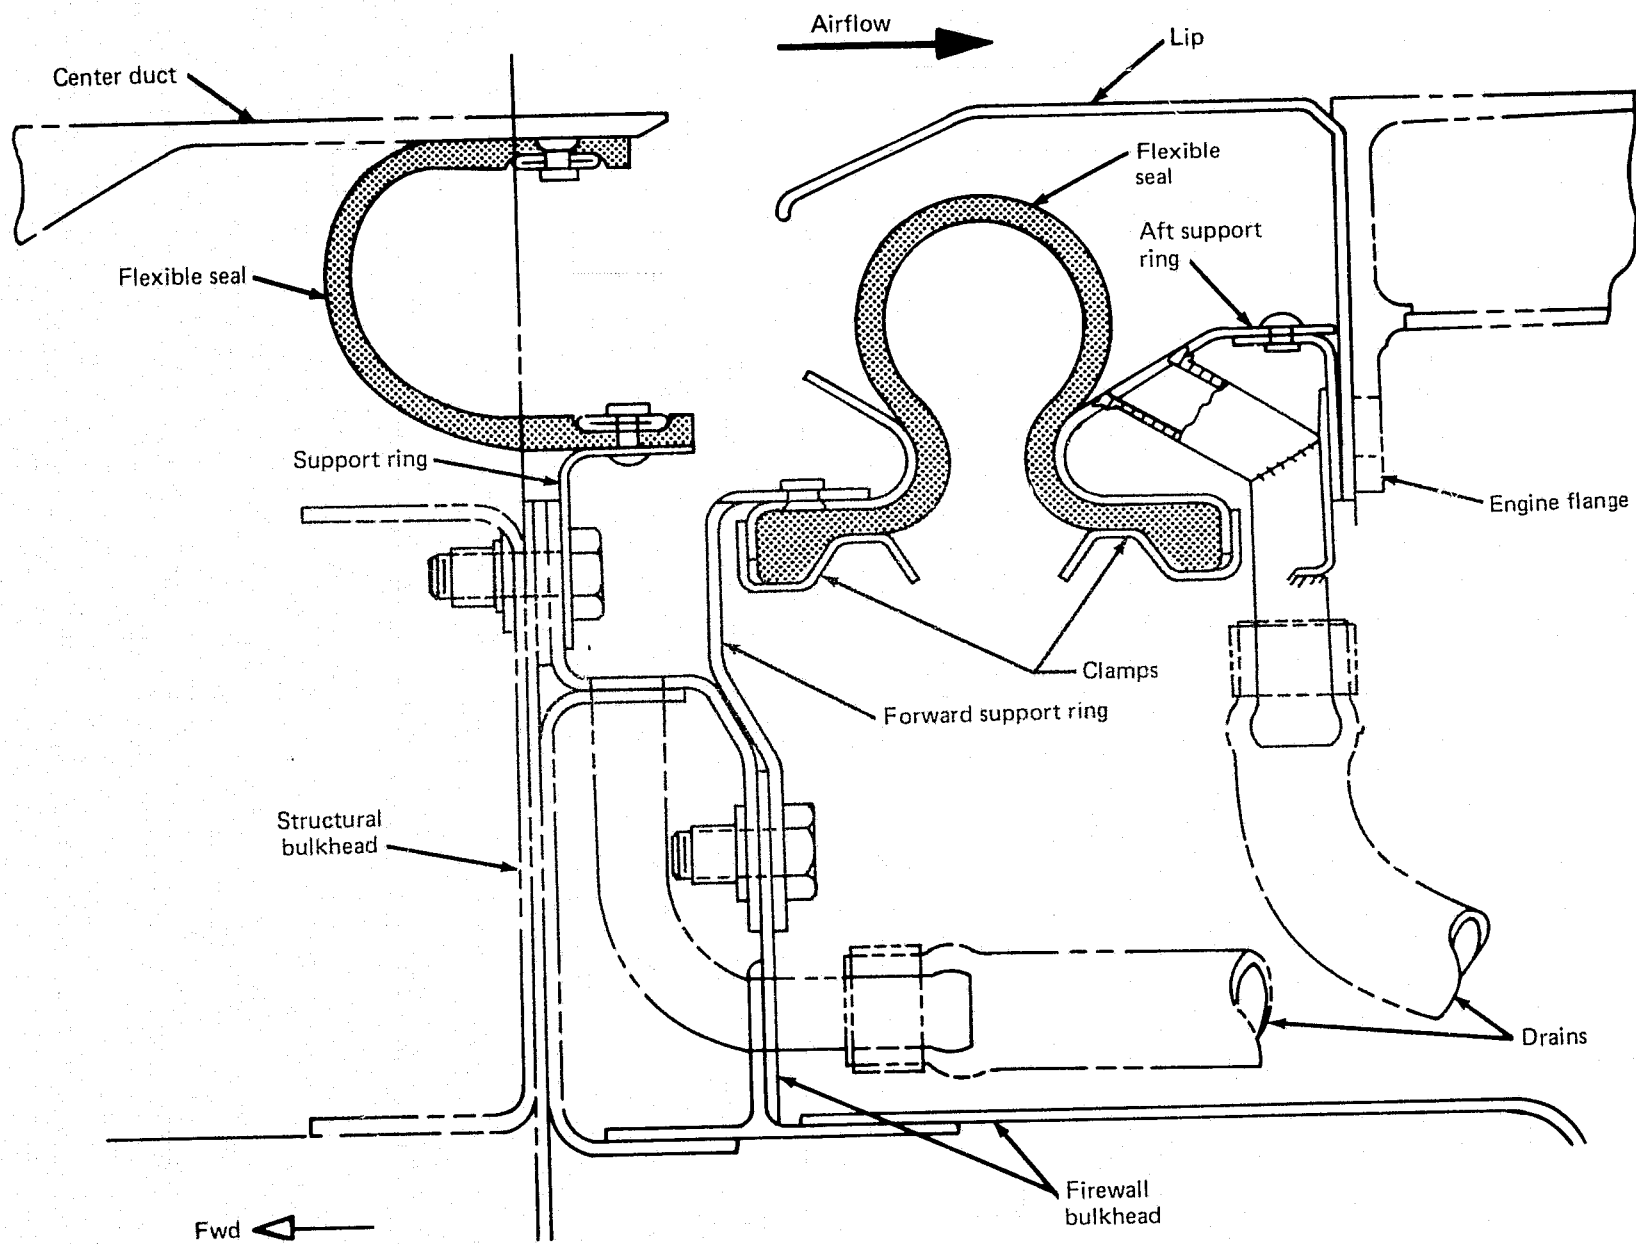 Airflow
Lip
Center duct
Flexible
seal
Aft support
ring
Flexible seal
Support ring
Engine flange
Clamps
Forward support ring
Structural
bulkhead
Drains
Firewall
bulkhead
Fwd